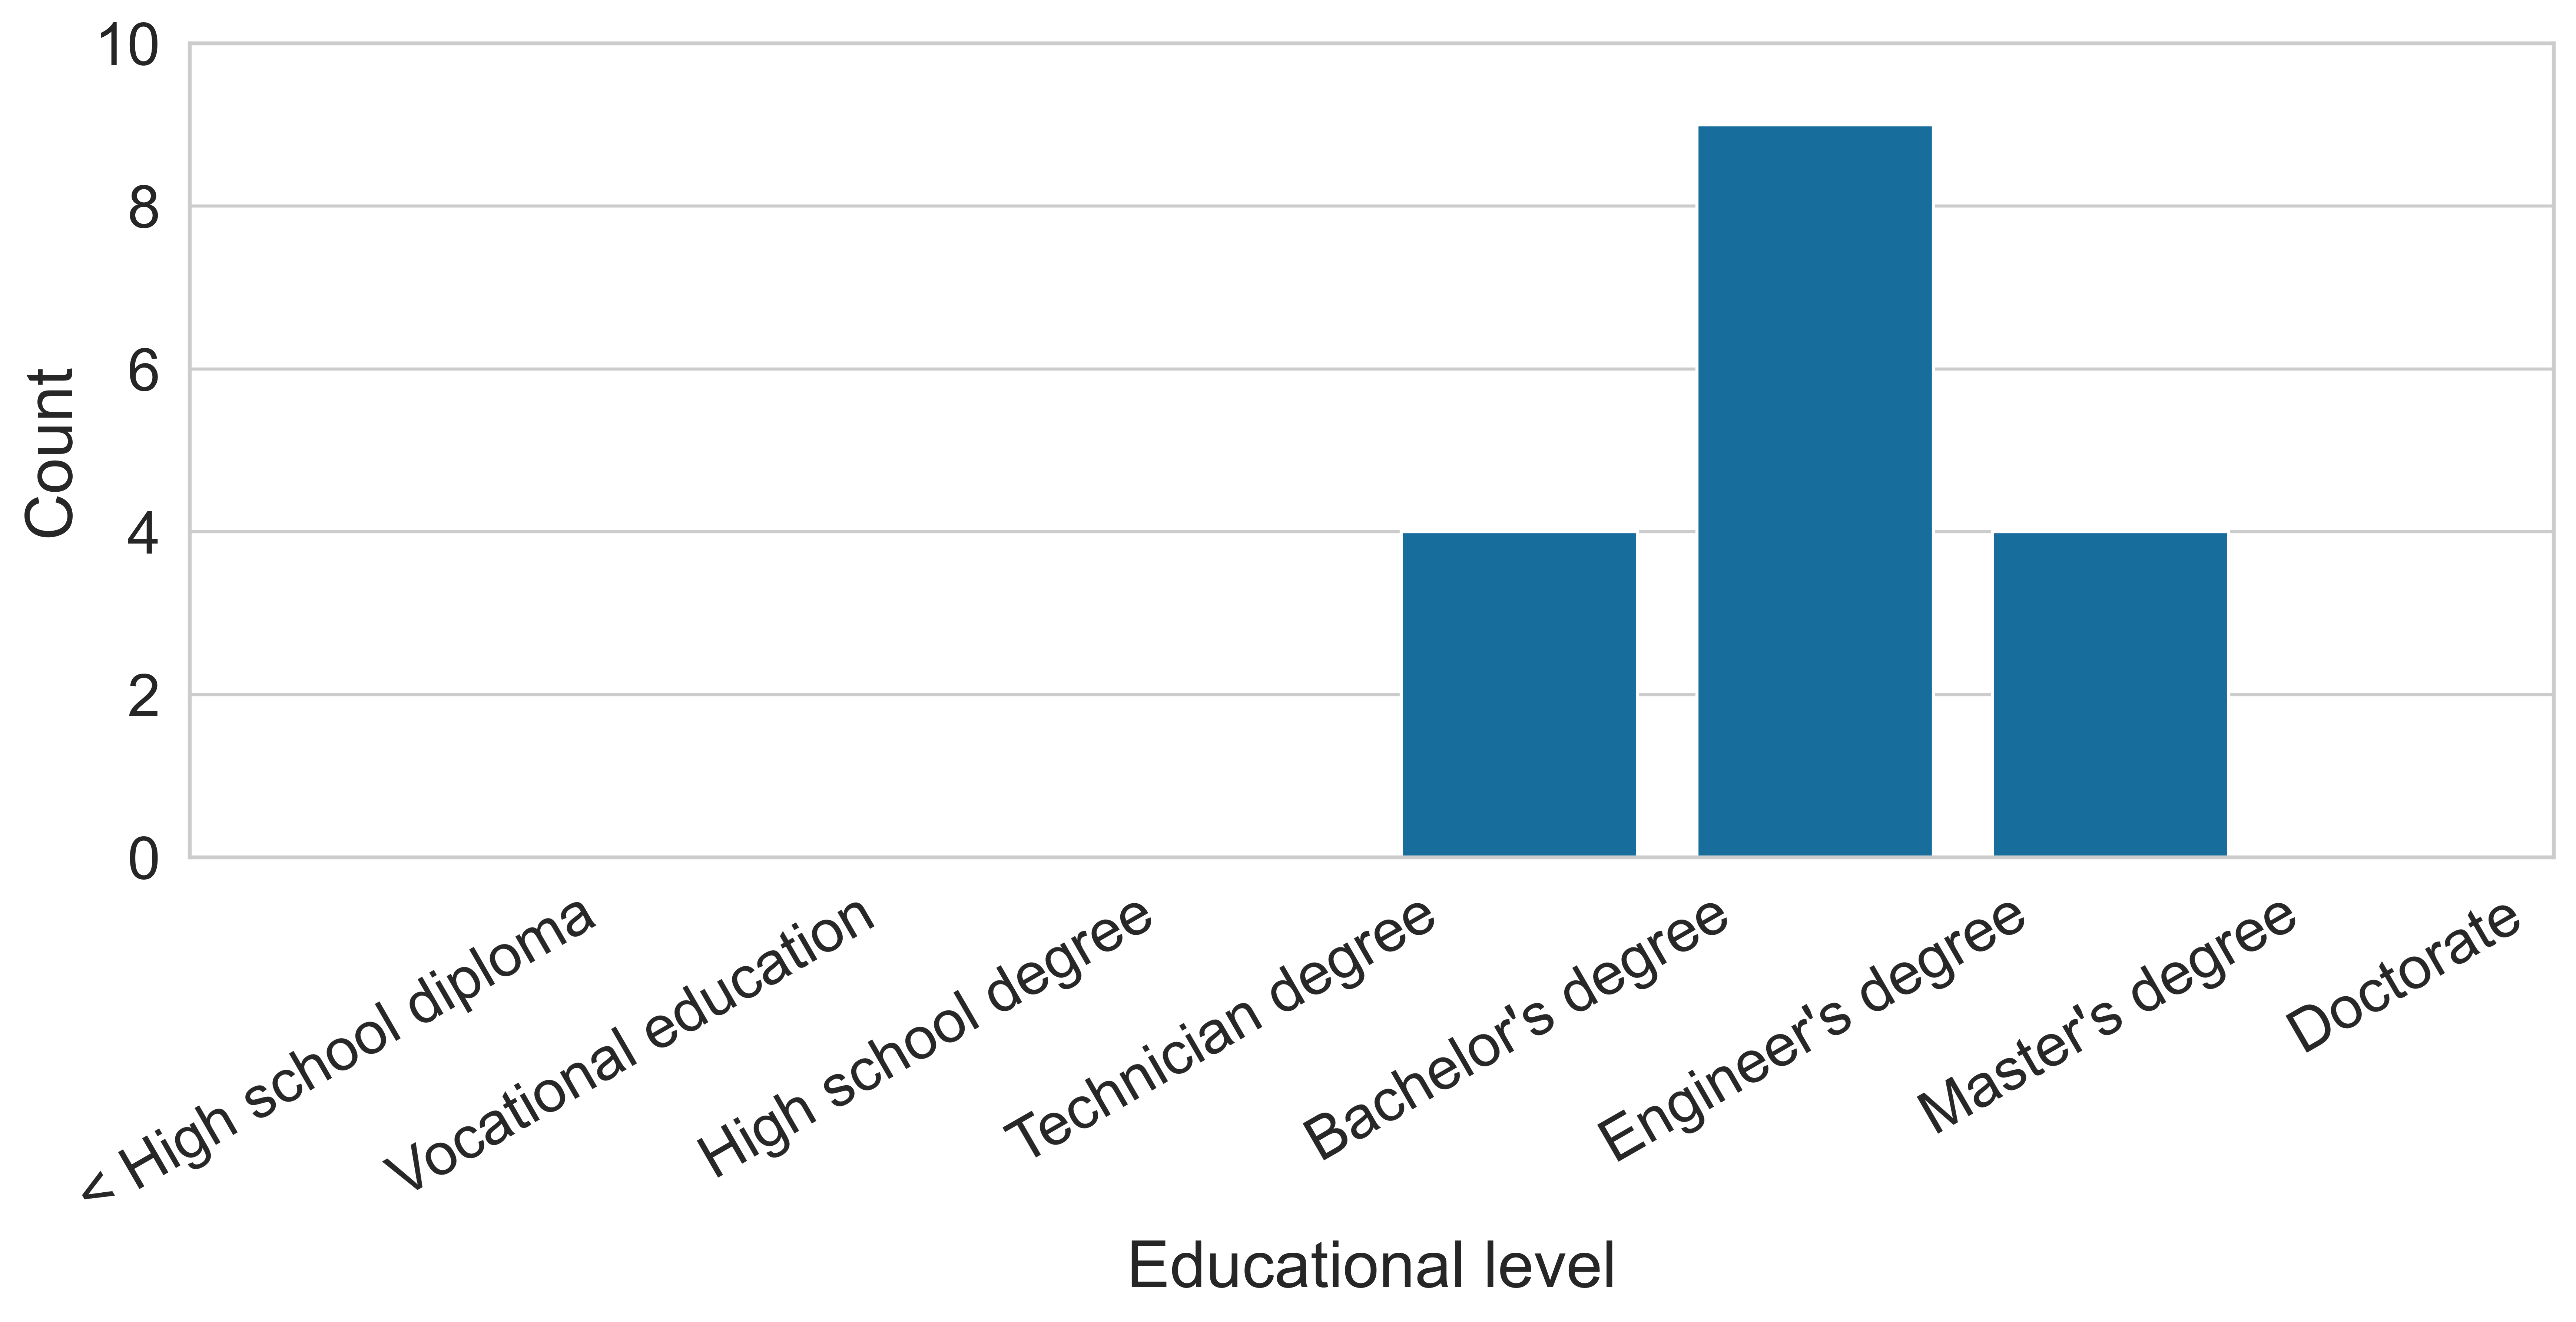 10
8
6
4
2
0
Count
< High school diploma
Vocational education
High school degree
Technician degree
Bachelor's degree
Engineer's degree
Master's degree
Doctorate
Educational level